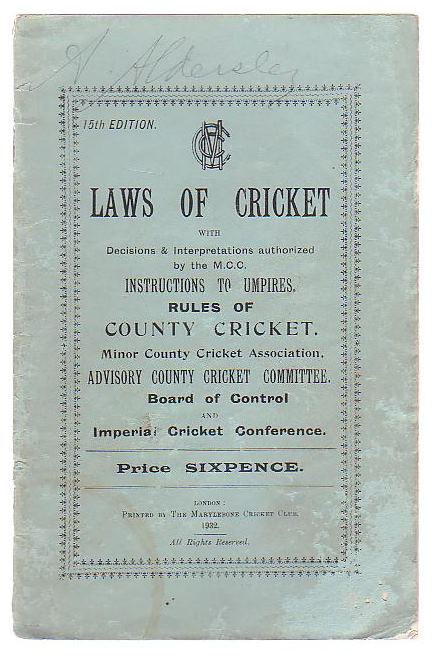 A. Aldersley
15th EDITION.
MCC
LAWS OF CRICKET
WITH
Decisions & Interpretations authorized
by the M.C.C.
INSTRUCTIONS TO UMPIRES.
RULES OF
COUNTY CRICKET.
Minor County Cricket Association.
ADVISORY COUNTY CRICKET COMMITTEE.
Board of Control
AND
Imperial Cricket Conference.
Price SIXPENCE.
LONDON:
PRINTED BY THE MARYLEBONE CRICKET CLUB.
1932.
All Rights Reserved.